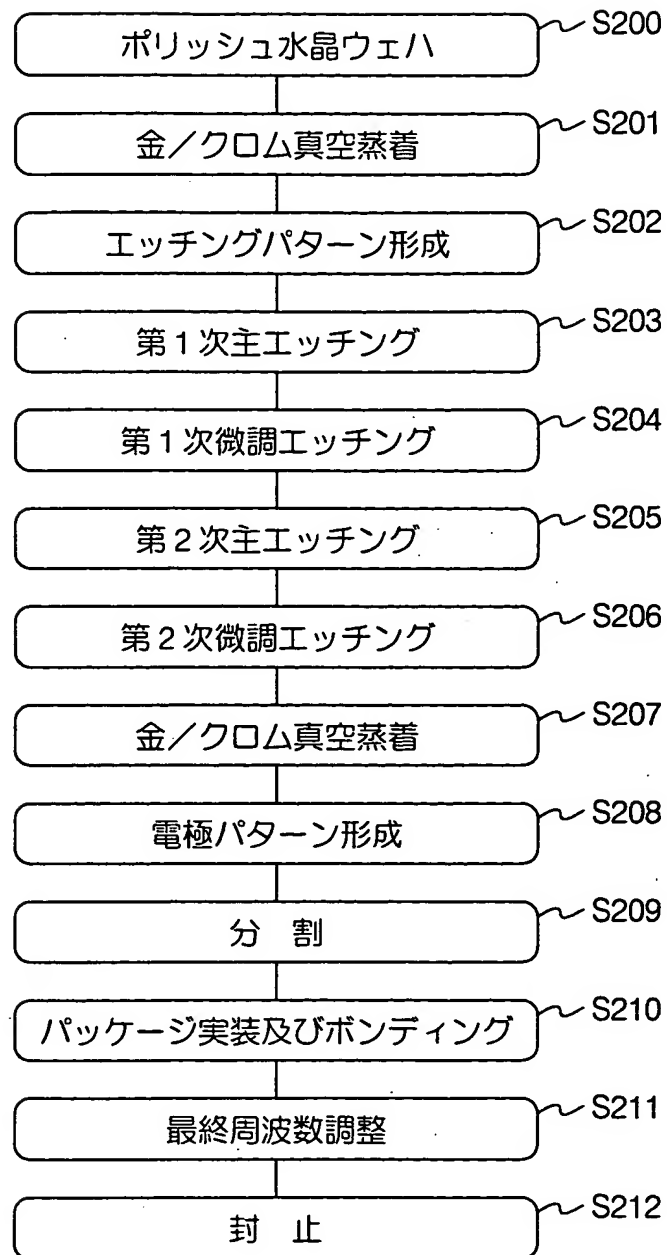 ポリッシュ水晶ウェハ S200
金／クロム真空蒸着 S201
エッチングパターン形成 S202
第１次主エッチング S203
第１次微調エッチング S204
第２次主エッチング S205
第２次微調エッチング S206
金／クロム真空蒸着 S207
電極パターン形成 S208
分　割 S209
パッケージ実装及びボンディング S210
最終周波数調整 S211
封　止 S212